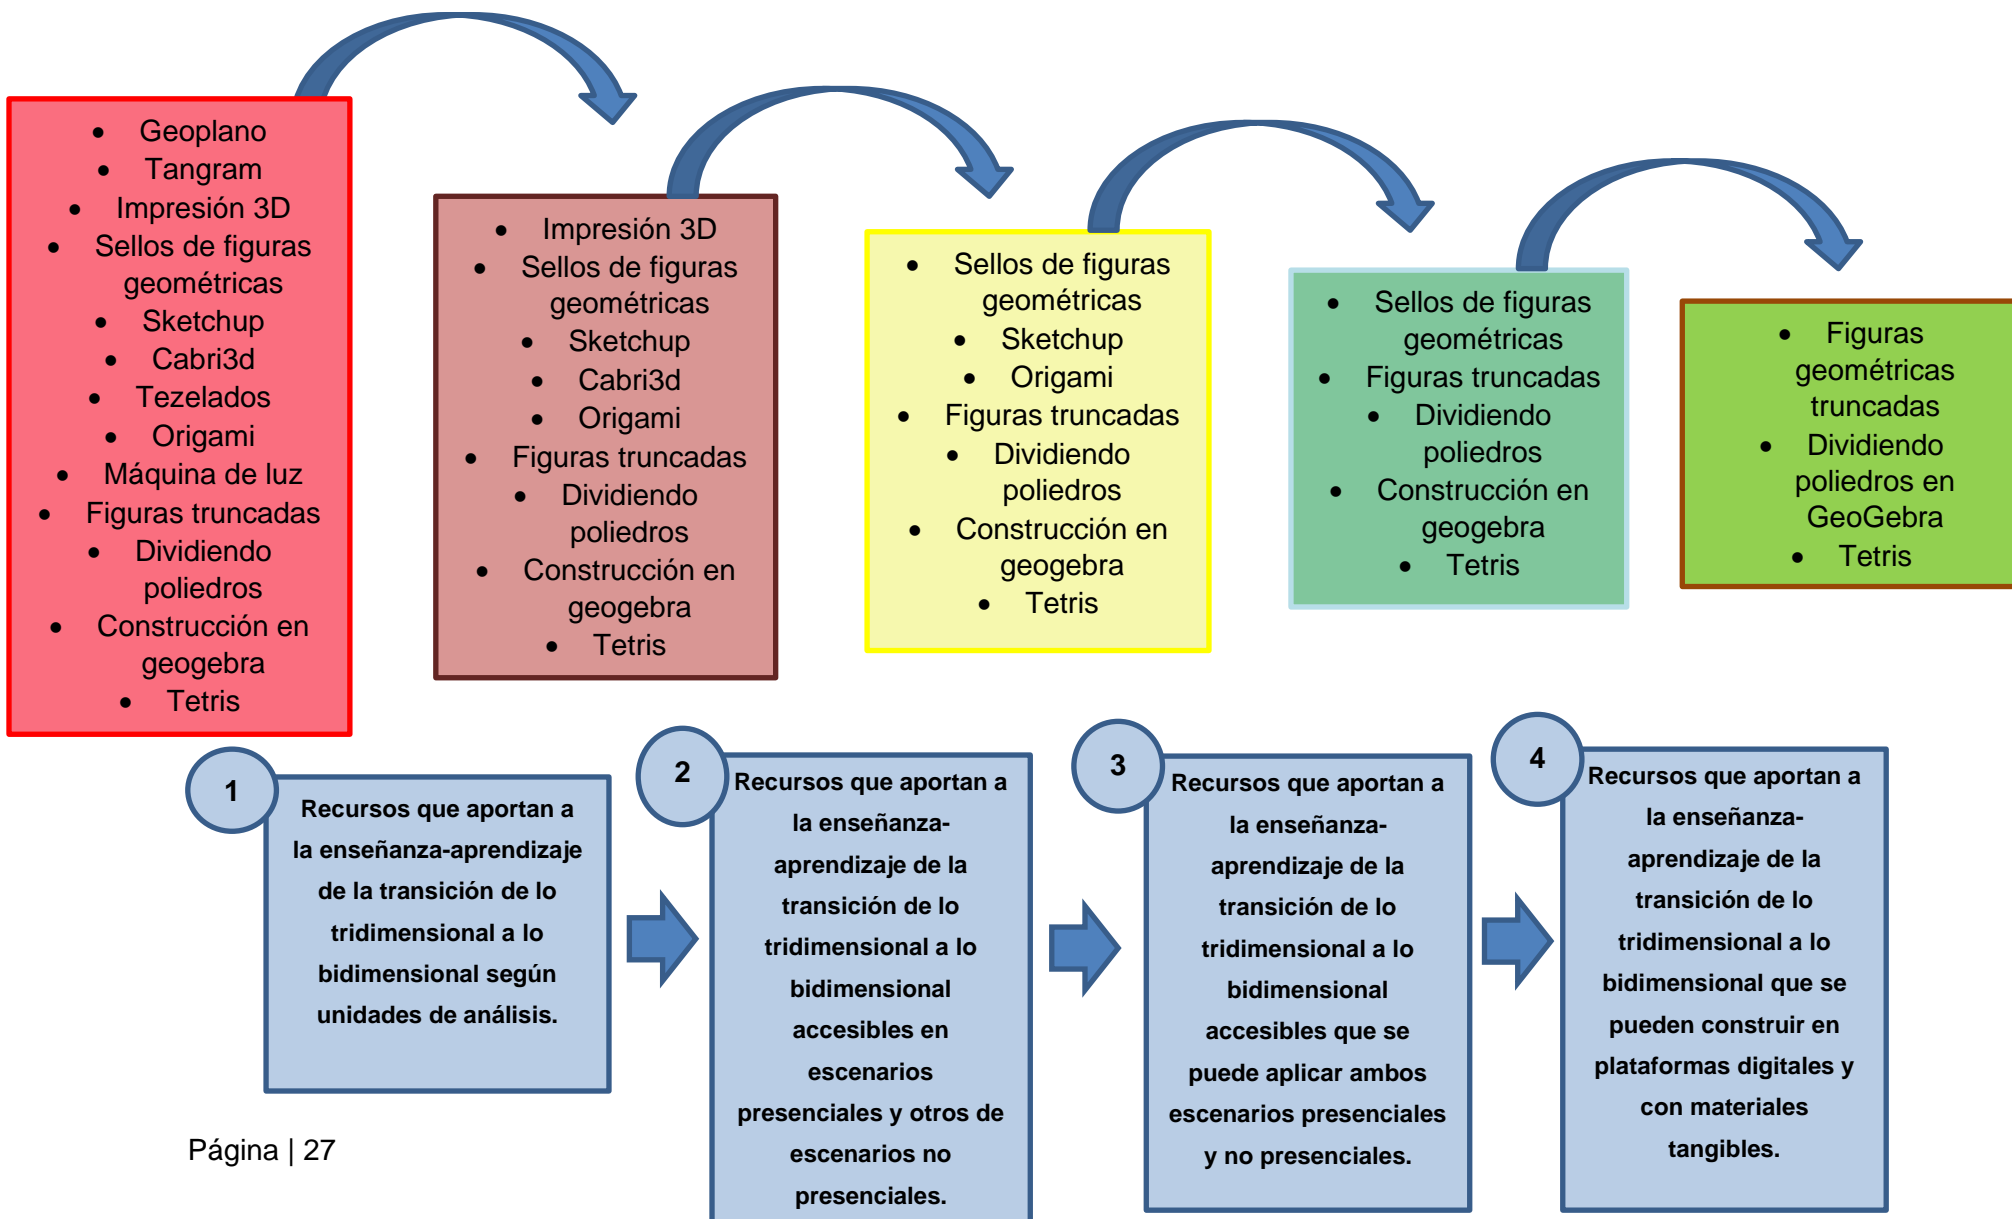 • Geoplano
• Tangram
• Impresión 3D
• Sellos de figuras
geométricas
• Sketchup
• Cabri3d
• Tezelados
• Origami
• Máquina de luz
• Figuras truncadas
• Dividiendo
poliedros
• Construcción en
geogebra
• Tetris
• Impresión 3D
• Sellos de figuras
geométricas
• Sketchup
• Cabri3d
• Origami
• Figuras truncadas
• Dividiendo
poliedros
• Construcción en
geogebra
• Tetris
• Sellos de figuras
geométricas
• Sketchup
• Origami
• Figuras truncadas
• Dividiendo
poliedros
• Construcción en
geogebra
• Tetris
• Sellos de figuras
geométricas
• Figuras truncadas
• Dividiendo
poliedros
• Construcción en
geogebra
• Tetris
• Figuras
geométricas
truncadas
• Dividiendo
poliedros en
GeoGebra
• Tetris
1
Recursos que aportan a
la enseñanza-aprendizaje
de la transición de lo
tridimensional a lo
bidimensional según
unidades de análisis.
2
Recursos que aportan a
la enseñanza-
aprendizaje de la
transición de lo
tridimensional a lo
bidimensional
accesibles en
escenarios
presenciales y otros de
escenarios no
presenciales.
3
Recursos que aportan a
la enseñanza-
aprendizaje de la
transición de lo
tridimensional a lo
bidimensional
accesibles que se
puede aplicar ambos
escenarios presenciales
y no presenciales.
4
Recursos que aportan a
la enseñanza-
aprendizaje de la
transición de lo
tridimensional a lo
bidimensional que se
pueden construir en
plataformas digitales y
con materiales
tangibles.
Página | 27